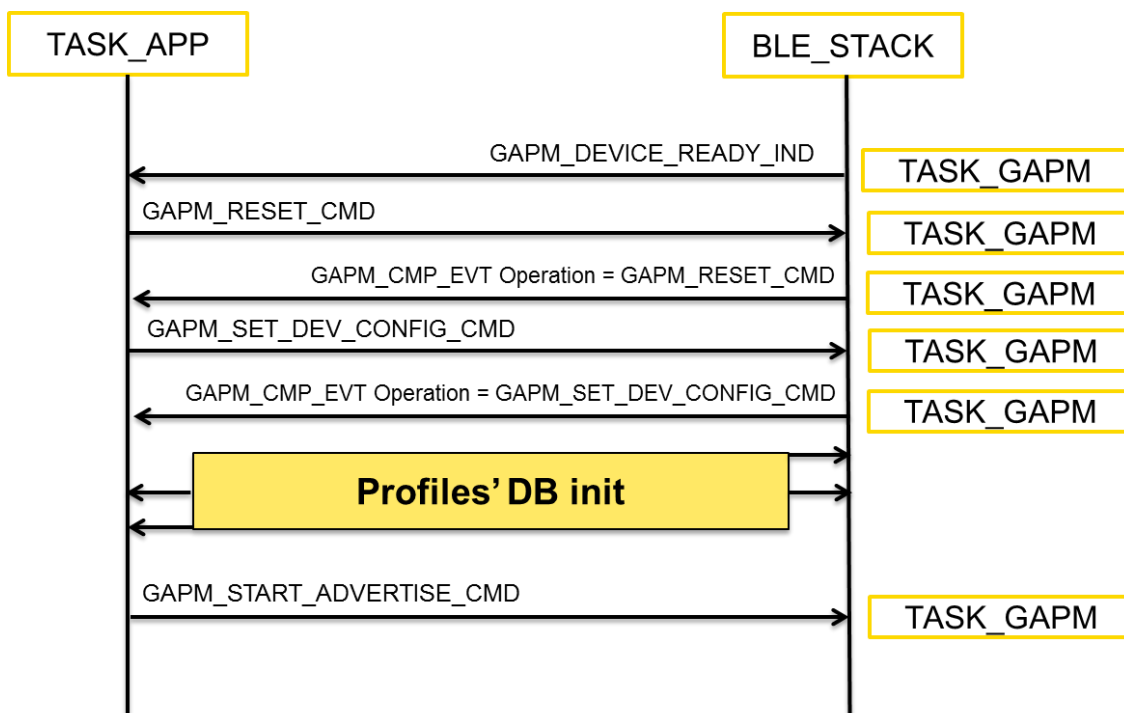 TASK_APP
BLE_STACK
GAPM_DEVICE_READY_IND
TASK_GAPM
GAPM_RESET_CMD
TASK_GAPM
GAPM_CMP_EVT Operation = GAPM_RESET_CMD
TASK_GAPM
GAPM_SET_DEV_CONFIG_CMD
TASK_GAPM
GAPM_CMP_EVT Operation = GAPM_SET_DEV_CONFIG_CMD
TASK_GAPM
Profiles’ DB init
GAPM_START_ADVERTISE_CMD
TASK_GAPM